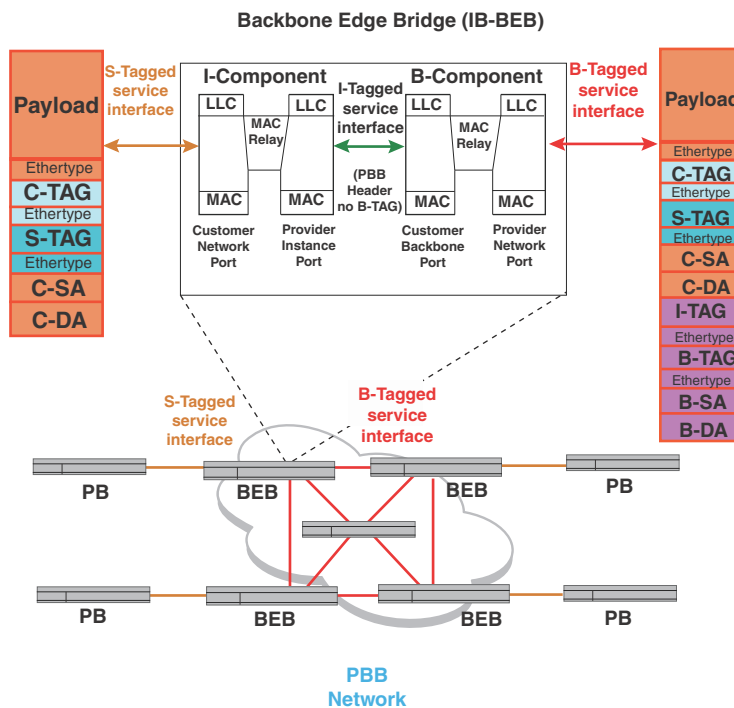 Backbone Edge Bridge (IB-BEB)
Payload
Ethertype
C-TAG
Ethertype
S-TAG
Ethertype
C-SA
C-DA
S-Tagged
service
interface
I-Component
LLC
LLC
MAC
Relay
MAC
MAC
Customer
Network
Port
Provider
Instance
Port
I-Tagged
service
interface
(PBB
Header
no B-TAG)
B-Component
LLC
LLC
MAC
Relay
MAC
MAC
Customer
Backbone
Port
Provider
Network
Port
B-Tagged
service
interface
Payload
Ethertype
C-TAG
Ethertype
S-TAG
Ethertype
C-SA
C-DA
I-TAG
Ethertype
B-TAG
Ethertype
B-SA
B-DA
S-Tagged
service
interface
B-Tagged
service
interface
PB
BEB
BEB
PB
PB
BEB
BEB
PB
PBB
Network